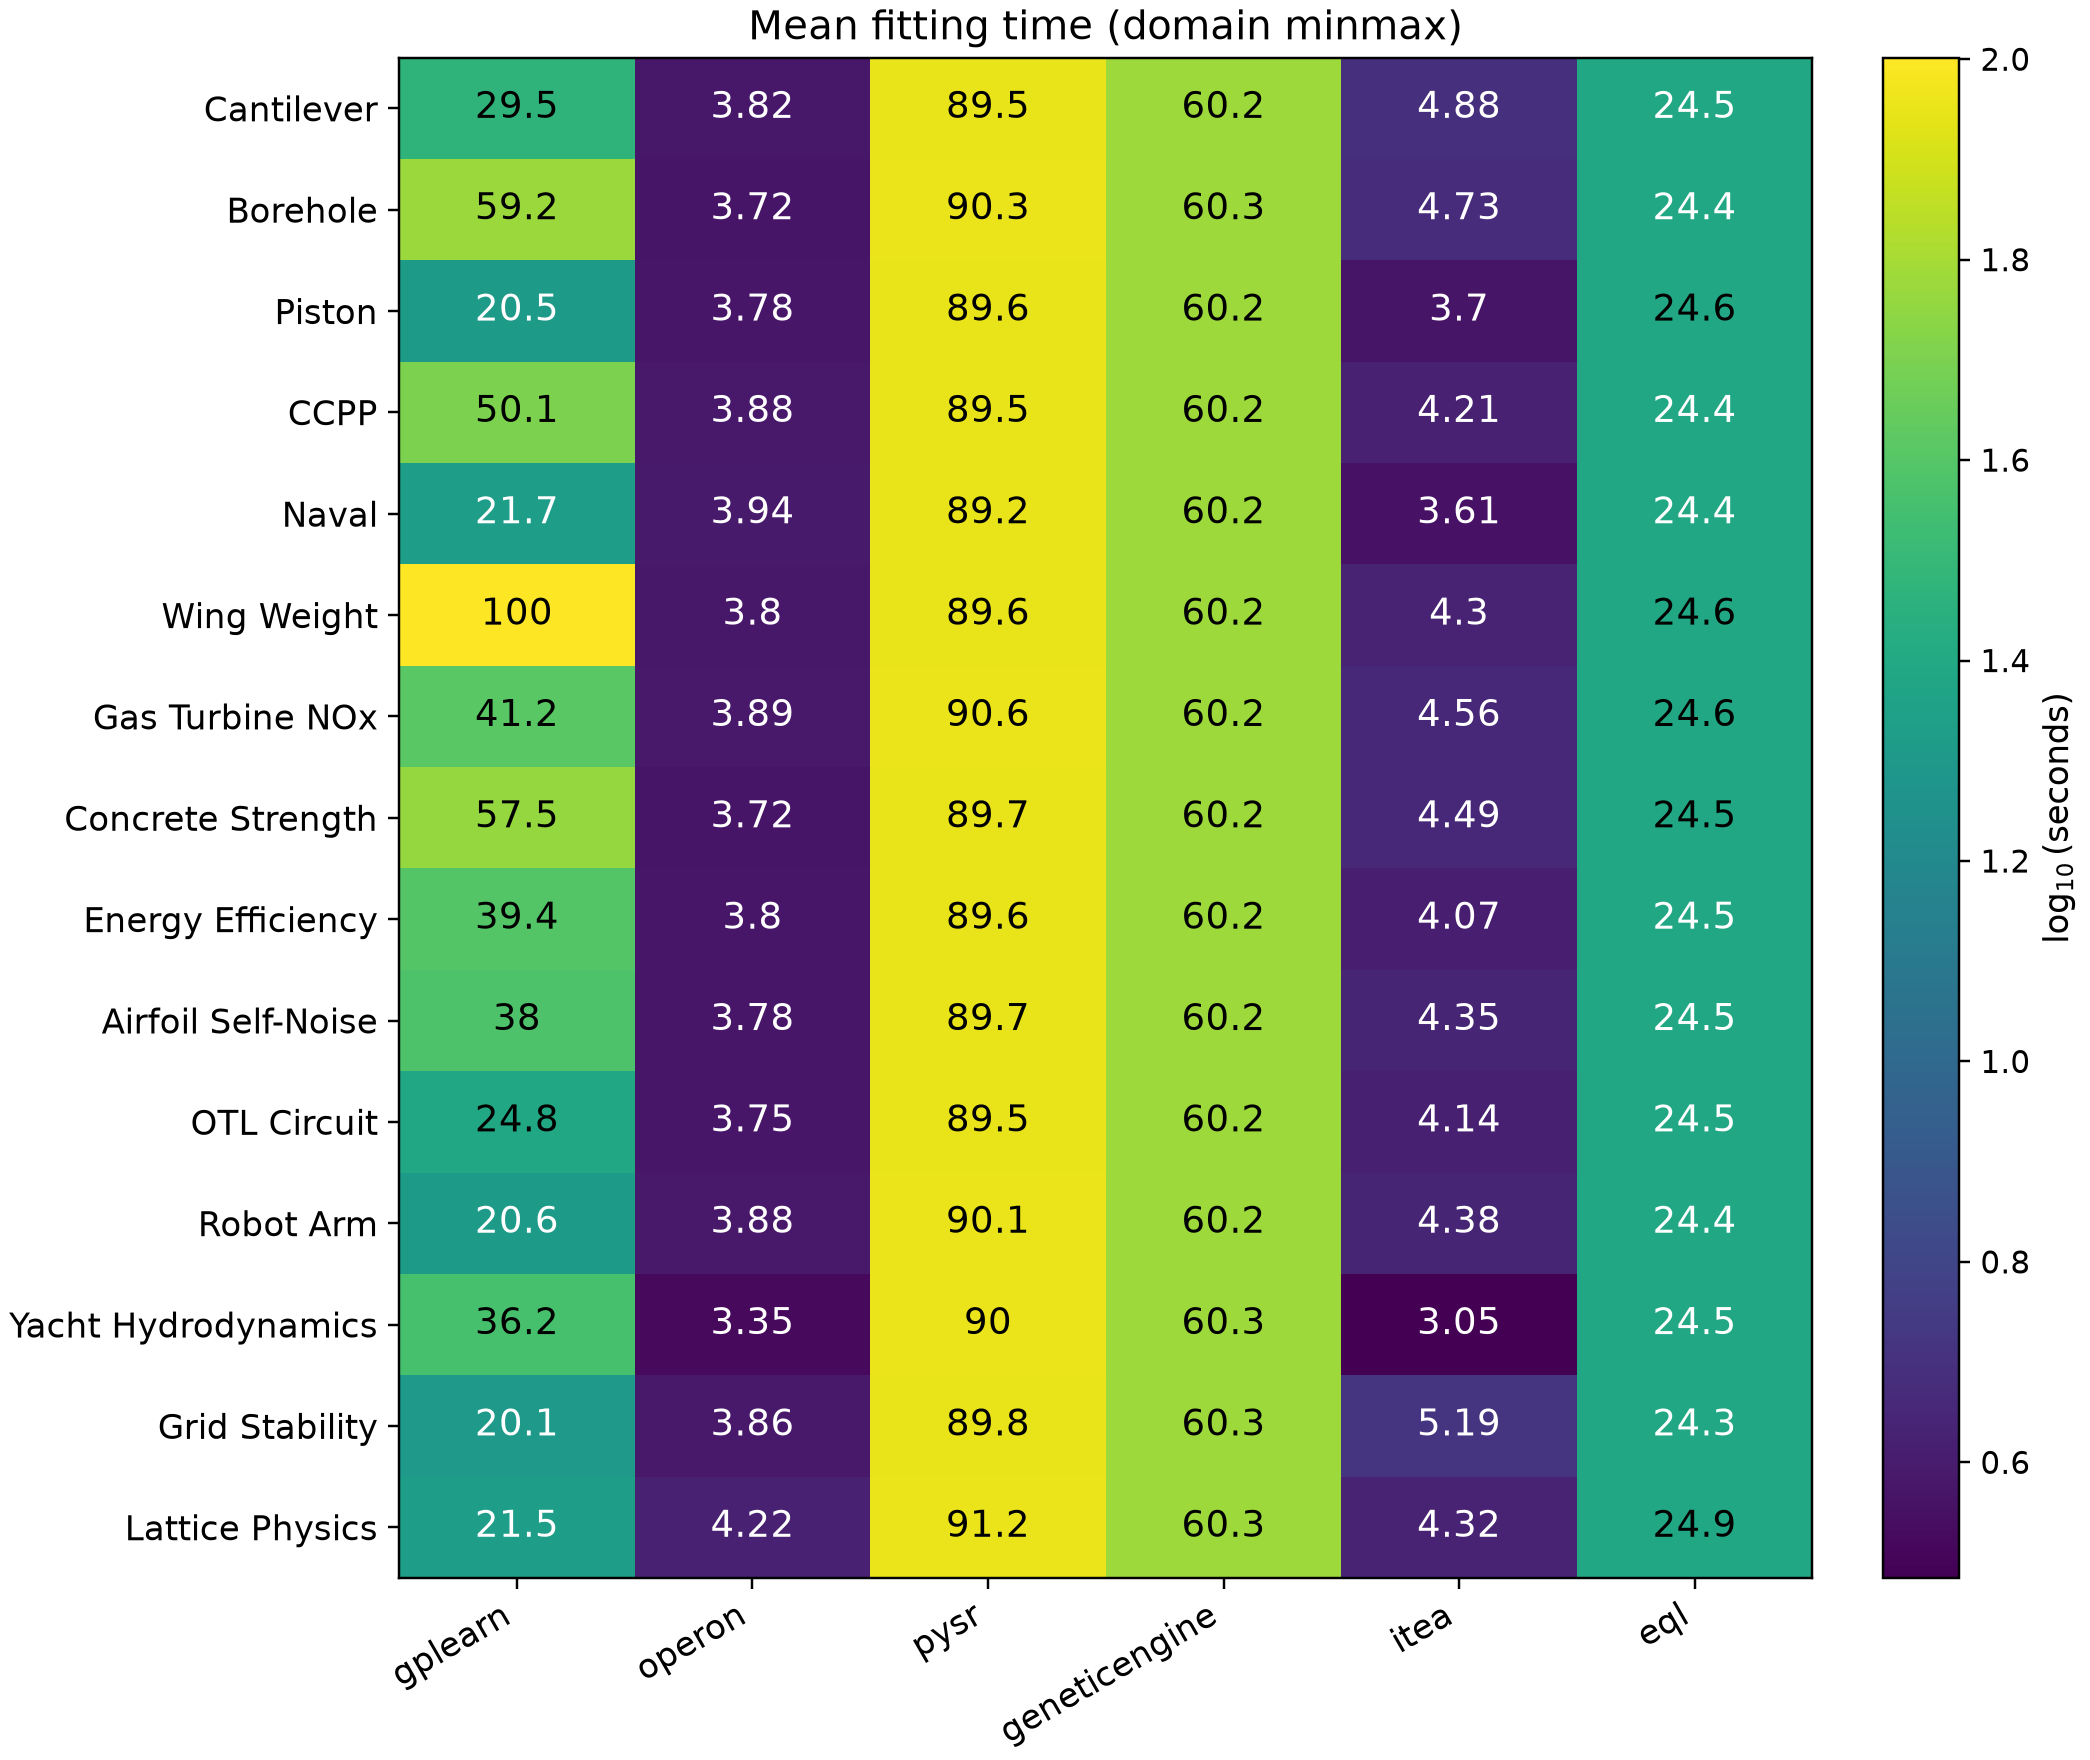 Mean fitting time (domain minmax)
Cantilever 29.5 3.82 89.5 60.2 4.88 24.5
Borehole 59.2 3.72 90.3 60.3 4.73 24.4
Piston 20.5 3.78 89.6 60.2 3.7 24.6
CCPP 50.1 3.88 89.5 60.2 4.21 24.4
Naval 21.7 3.94 89.2 60.2 3.61 24.4
Wing Weight 100 3.8 89.6 60.2 4.3 24.6
Gas Turbine NOx 41.2 3.89 90.6 60.2 4.56 24.6
Concrete Strength 57.5 3.72 89.7 60.2 4.49 24.5
Energy Efficiency 39.4 3.8 89.6 60.2 4.07 24.5
Airfoil Self-Noise 38 3.78 89.7 60.2 4.35 24.5
OTL Circuit 24.8 3.75 89.5 60.2 4.14 24.5
Robot Arm 20.6 3.88 90.1 60.2 4.38 24.4
Yacht Hydrodynamics 36.2 3.35 90 60.3 3.05 24.5
Grid Stability 20.1 3.86 89.8 60.3 5.19 24.3
Lattice Physics 21.5 4.22 91.2 60.3 4.32 24.9
gplearn operon pysr geneticengine itea eql
2.0
1.8
1.6
1.4
1.2
1.0
0.8
0.6
log₁₀(seconds)